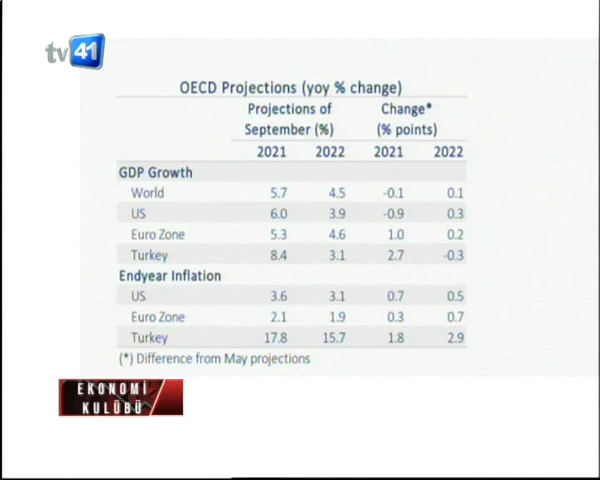 tv41
OECD Projections (yoy % change)
Projections of September (%) Change* (% points)
2021 2022 2021 2022
GDP Growth
World 5.7 4.5 -0.1 0.1
US 6.0 3.9 -0.9 0.3
Euro Zone 5.3 4.6 1.0 0.2
Turkey 8.4 3.1 2.7 -0.3
Endyear Inflation
US 3.6 3.1 0.7 0.5
Euro Zone 2.1 1.9 0.3 0.7
Turkey 17.8 15.7 1.8 2.9
(*) Difference from May projections
EKONOMİ
KULÜBÜ